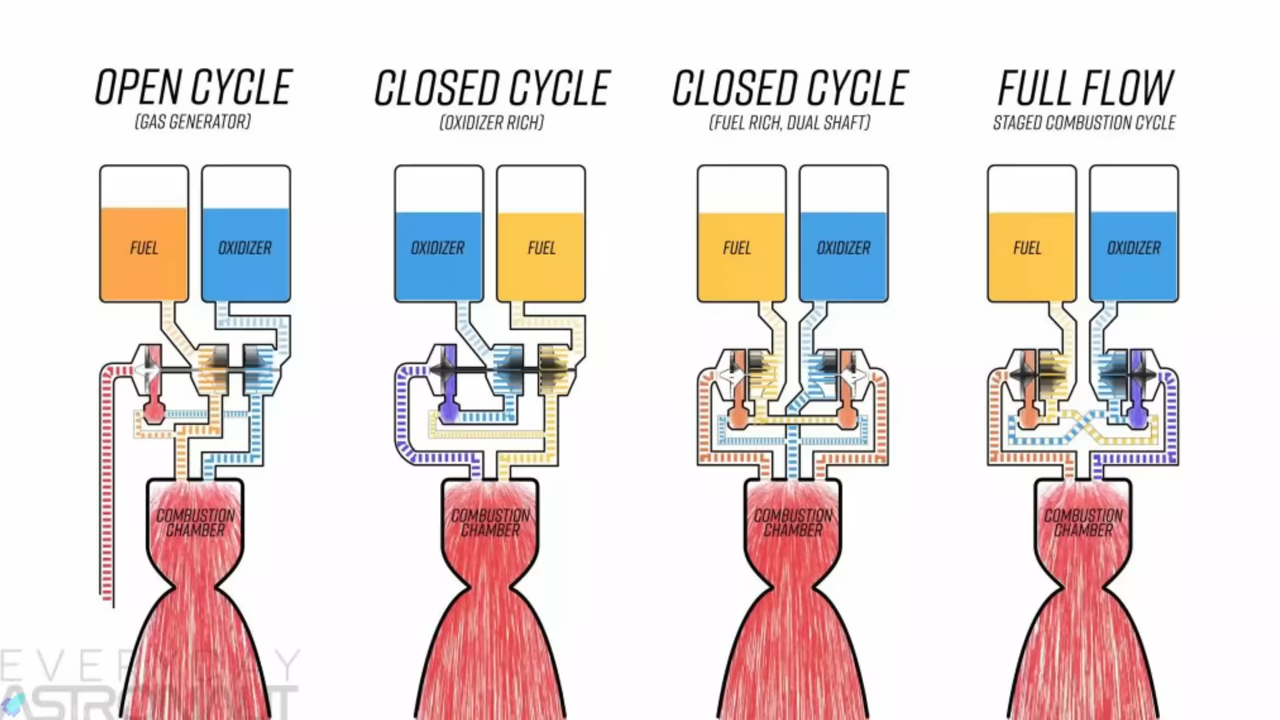 OPEN CYCLE
(GAS GENERATOR)
FUEL
OXIDIZER
COMBUSTION
CHAMBER
CLOSED CYCLE
(OXIDIZER RICH)
OXIDIZER
FUEL
COMBUSTION
CHAMBER
CLOSED CYCLE
(FUEL RICH, DUAL SHAFT)
FUEL
OXIDIZER
COMBUSTION
CHAMBER
FULL FLOW
STAGED COMBUSTION CYCLE
FUEL
OXIDIZER
COMBUSTION
CHAMBER
EVERYDAY
ASTRONAUT